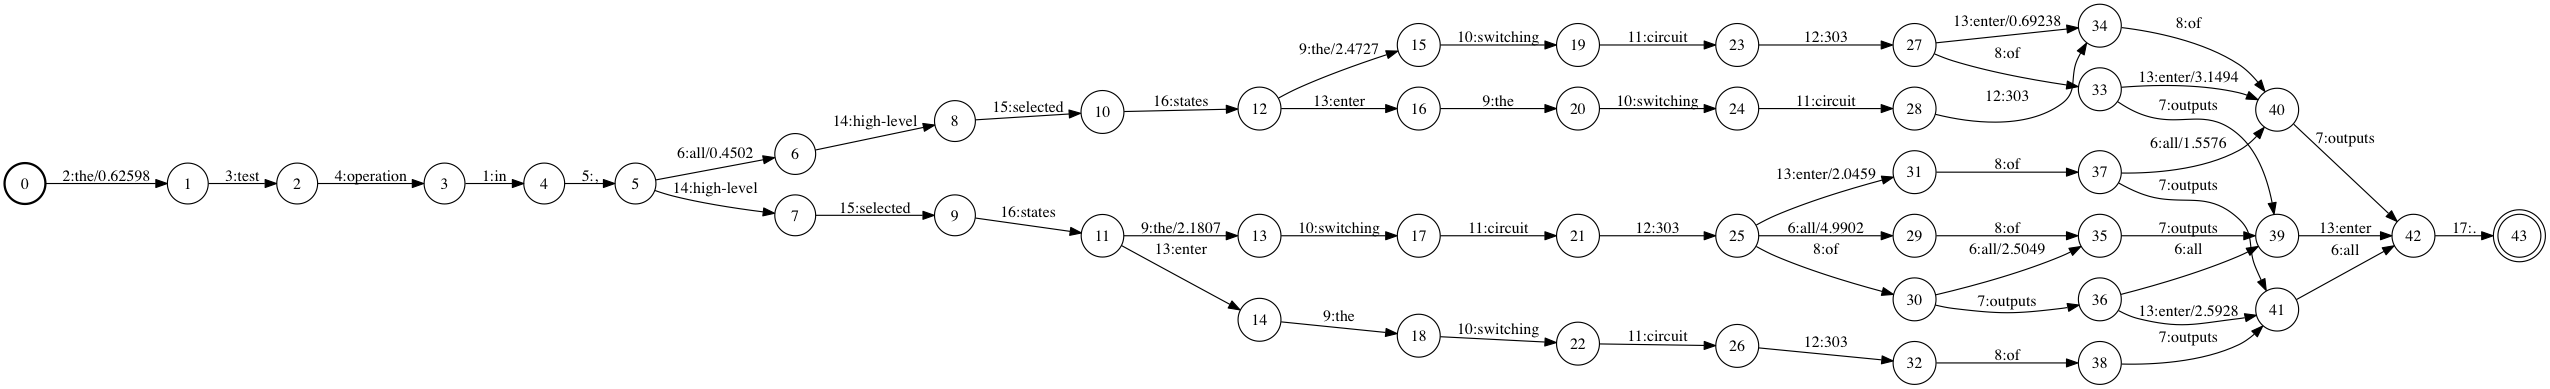 0 2:the/0.62598 1 3:test 2 4:operation 3 1:in 4 5:, 5
6:all/0.4502 6 14:high-level 8 15:selected 10 16:states 12
9:the/2.4727 15 10:switching 19 11:circuit 23 12:303 27 13:enter/0.69238 34 8:of
8:of 33 13:enter/3.1494 40
7:outputs
13:enter 16 9:the 20 10:switching 24 11:circuit 28 12:303
7:outputs
14:high-level 7 15:selected 9 16:states 11
9:the/2.1807 13 10:switching 17 11:circuit 21 12:303 25
13:enter/2.0459 31 8:of 37 6:all/1.5576
7:outputs
6:all/4.9902 29 8:of 35 7:outputs 39 13:enter 42 17:. 43
8:of 30 6:all/2.5049
7:outputs 36 6:all
13:enter/2.5928 41 6:all
13:enter 14 9:the 18 10:switching 22 11:circuit 26 12:303 32 8:of 38 7:outputs